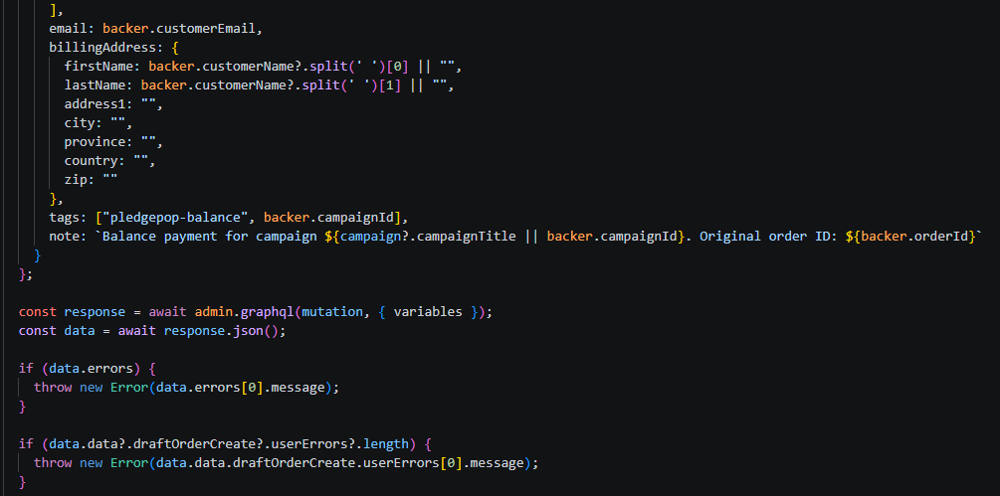 ],
email: backer.customerEmail,
billingAddress: {
firstName: backer.customerName?.split(' ')[0] || "",
lastName: backer.customerName?.split(' ')[1] || "",
address1: "",
city: "",
province: "",
country: "",
zip: ""
},
tags: ["pledgepop-balance", backer.campaignId],
note: `Balance payment for campaign ${campaign?.campaignTitle || backer.campaignId}. Original order ID: ${backer.orderId}`
}
};
const response = await admin.graphql(mutation, { variables });
const data = await response.json();
if (data.errors) {
throw new Error(data.errors[0].message);
}
if (data.data?.draftOrderCreate?.userErrors?.length) {
throw new Error(data.data.draftOrderCreate.userErrors[0].message);
}